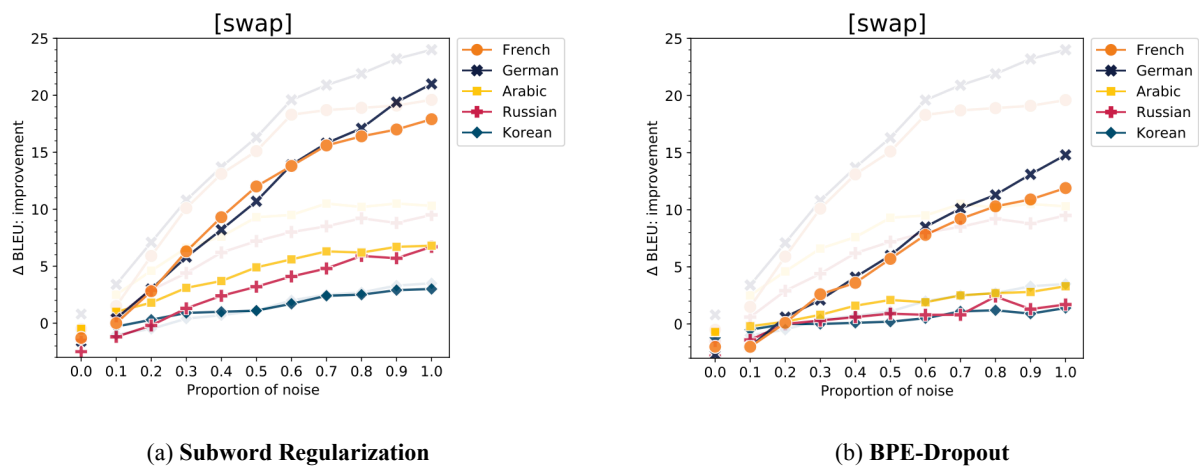 [swap]
25
20
15
10
5
0
Δ BLEU: improvement
0.0 0.1 0.2 0.3 0.4 0.5 0.6 0.7 0.8 0.9 1.0
Proportion of noise
French
German
Arabic
Russian
Korean
(a) Subword Regularization
[swap]
25
20
15
10
5
0
Δ BLEU: improvement
0.0 0.1 0.2 0.3 0.4 0.5 0.6 0.7 0.8 0.9 1.0
Proportion of noise
French
German
Arabic
Russian
Korean
(b) BPE-Dropout